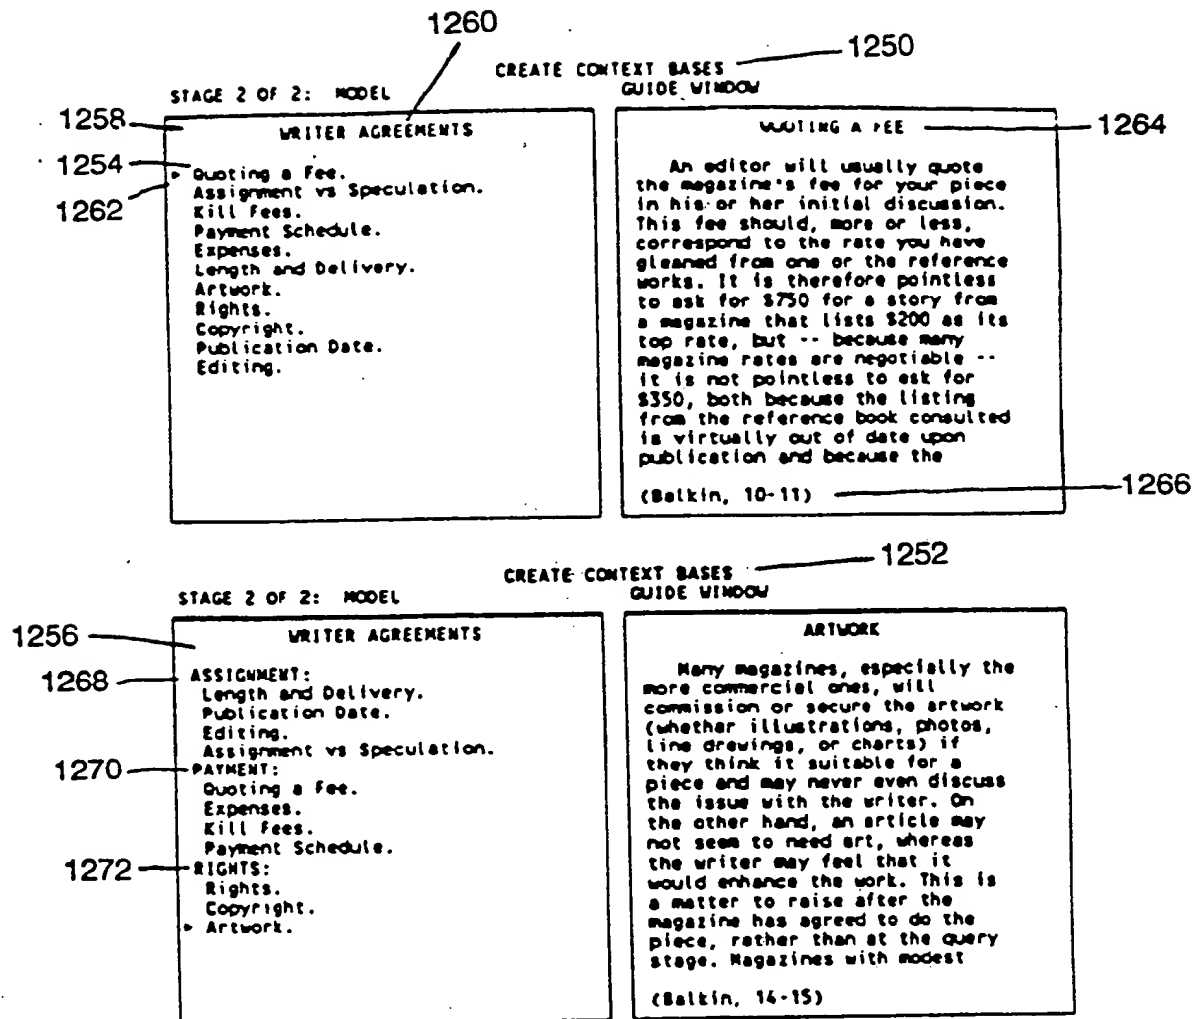 1260
1250
CREATE CONTEXT BASES
STAGE 2 OF 2: MODEL
GUIDE WINDOW
1258
WRITER AGREEMENTS
1254
▸ Quoting a Fee.
1262
Assignment vs Speculation.
Kill Fees.
Payment Schedule.
Expenses.
Length and Delivery.
Artwork.
Rights.
Copyright.
Publication Date.
Editing.
QUOTING A FEE
1264
An editor will usually quote
the magazine's fee for your piece
in his or her initial discussion.
This fee should, more or less,
correspond to the rate you have
gleaned from one or the reference
works. It is therefore pointless
to ask for $750 for a story from
a magazine that lists $200 as its
top rate, but -- because many
magazine rates are negotiable --
it is not pointless to ask for
$350, both because the listing
from the reference book consulted
is virtually out of date upon
publication and because the
(Balkin, 10-11)
1266
1252
CREATE CONTEXT BASES
STAGE 2 OF 2: MODEL
GUIDE WINDOW
1256
WRITER AGREEMENTS
1268
ASSIGNMENT:
Length and Delivery.
Publication Date.
Editing.
Assignment vs Speculation.
1270
PAYMENT:
Quoting a Fee.
Expenses.
Kill Fees.
Payment Schedule.
1272
RIGHTS:
Rights.
Copyright.
▸ Artwork.
ARTWORK
Many magazines, especially the
more commercial ones, will
commission or secure the artwork
(whether illustrations, photos,
line drawings, or charts) if
they think it suitable for a
piece and may never even discuss
the issue with the writer. On
the other hand, an article may
not seem to need art, whereas
the writer may feel that it
would enhance the work. This is
a matter to raise after the
magazine has agreed to do the
piece, rather than at the query
stage. Magazines with modest
(Balkin, 14-15)